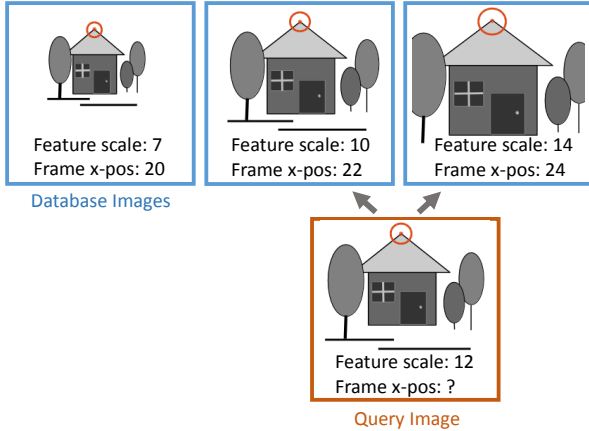 Feature scale: 7
Frame x-pos: 20
Feature scale: 10
Frame x-pos: 22
Feature scale: 14
Frame x-pos: 24
Database Images
Feature scale: 12
Frame x-pos: ?
Query Image